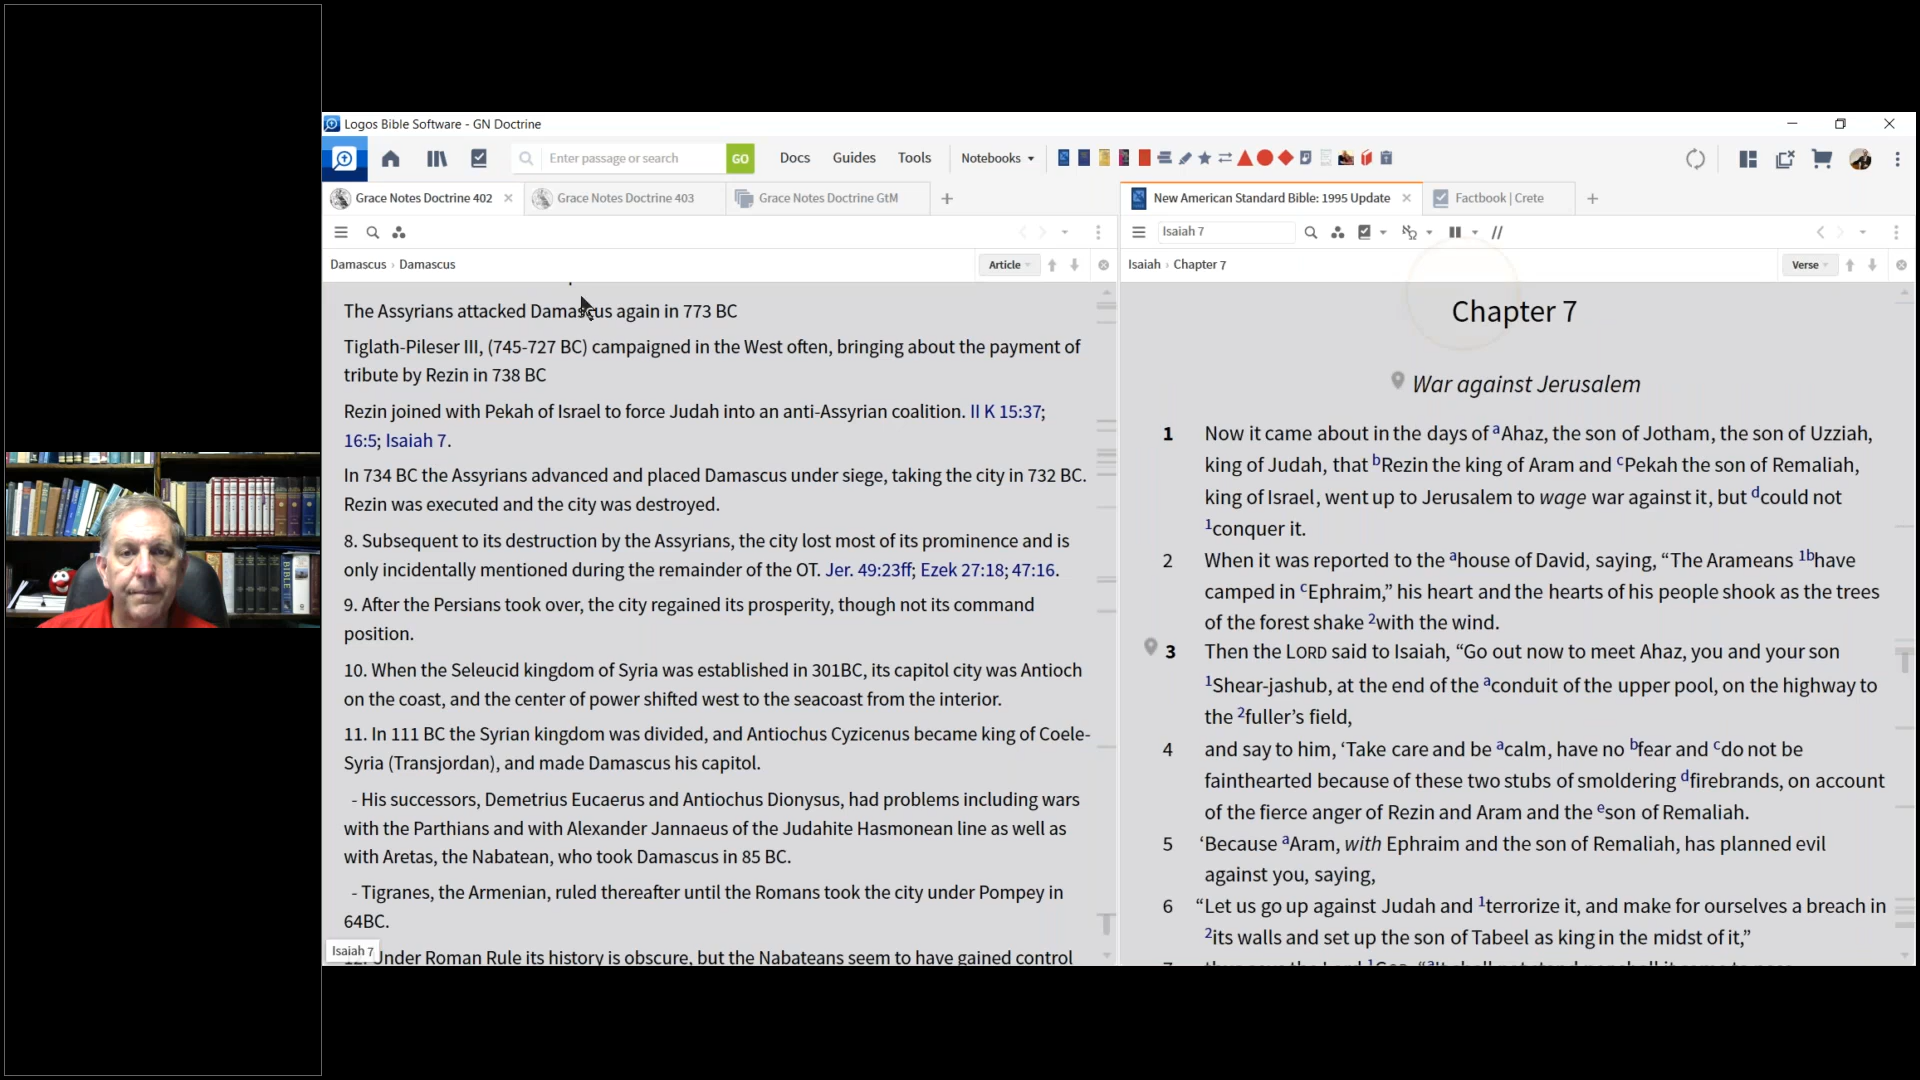 Logos Bible Software - GN Doctrine
Enter passage or search
GO
Docs
Guides
Tools
Notebooks
Grace Notes Doctrine 402
Grace Notes Doctrine 403
Grace Notes Doctrine GtM
Damascus › Damascus
Article
The Assyrians attacked Damascus again in 773 BC
Tiglath-Pileser III, (745-727 BC) campaigned in the West often, bringing about the payment of
tribute by Rezin in 738 BC
Rezin joined with Pekah of Israel to force Judah into an anti-Assyrian coalition. II K 15:37;
16:5; Isaiah 7.
In 734 BC the Assyrians advanced and placed Damascus under siege, taking the city in 732 BC.
Rezin was executed and the city was destroyed.
8. Subsequent to its destruction by the Assyrians, the city lost most of its prominence and is
only incidentally mentioned during the remainder of the OT. Jer. 49:23ff; Ezek 27:18; 47:16.
9. After the Persians took over, the city regained its prosperity, though not its command
position.
10. When the Seleucid kingdom of Syria was established in 301BC, its capitol city was Antioch
on the coast, and the center of power shifted west to the seacoast from the interior.
11. In 111 BC the Syrian kingdom was divided, and Antiochus Cyzicenus became king of Coele-
Syria (Transjordan), and made Damascus his capitol.
- His successors, Demetrius Eucaerus and Antiochus Dionysus, had problems including wars
with the Parthians and with Alexander Jannaeus of the Judahite Hasmonean line as well as
with Aretas, the Nabatean, who took Damascus in 85 BC.
- Tigranes, the Armenian, ruled thereafter until the Romans took the city under Pompey in
64BC.
Under Roman Rule its history is obscure, but the Nabateans seem to have gained control
Isaiah 7
New American Standard Bible: 1995 Update
Factbook | Crete
Isaiah 7
Isaiah › Chapter 7
Verse
Chapter 7
War against Jerusalem
1 Now it came about in the days of aAhaz, the son of Jotham, the son of Uzziah,
king of Judah, that bRezin the king of Aram and cPekah the son of Remaliah,
king of Israel, went up to Jerusalem to wage war against it, but dcould not
1conquer it.
2 When it was reported to the ahouse of David, saying, “The Arameans 1bhave
camped in cEphraim,” his heart and the hearts of his people shook as the trees
of the forest shake 2with the wind.
3 Then the LORD said to Isaiah, “Go out now to meet Ahaz, you and your son
1Shear-jashub, at the end of the aconduit of the upper pool, on the highway to
the 2fuller’s field,
4 and say to him, ‘Take care and be acalm, have no bfear and cdo not be
fainthearted because of these two stubs of smoldering dfirebrands, on account
of the fierce anger of Rezin and Aram and the eson of Remaliah.
5 ‘Because aAram, with Ephraim and the son of Remaliah, has planned evil
against you, saying,
6 “Let us go up against Judah and 1terrorize it, and make for ourselves a breach in
2its walls and set up the son of Tabeel as king in the midst of it,”
BIBLE